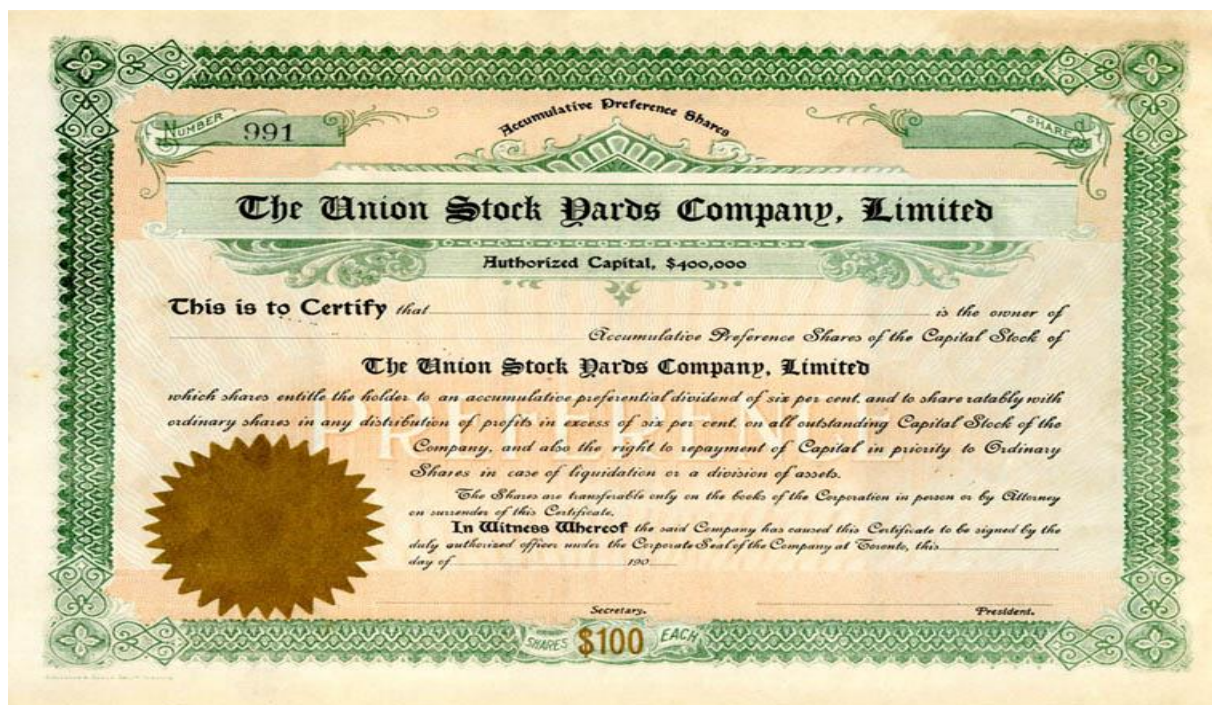 Accumulative Preference Shares
NUMBER 991 SHARES
The Union Stock Yards Company, Limited
Authorized Capital, $400,000
This is to Certify that is the owner of
Accumulative Preference Shares of the Capital Stock of
The Union Stock Yards Company, Limited
which shares entitle the holder to an accumulative preferential dividend of six per cent. and to share ratably with
ordinary shares in any distribution of profits in excess of six per cent. on all outstanding Capital Stock of the
Company, and also the right to repayment of Capital in priority to Ordinary
Shares in case of liquidation or a division of assets.
PREFERENCE
The Shares are transferable only on the books of the Corporation in person or by Attorney
on surrender of this Certificate.
In Witness Whereof the said Company has caused this Certificate to be signed by the
duly authorized officer under the Corporate Seal of the Company at Toronto, this
day of 190
Secretary. President.
SHARES $100 EACH